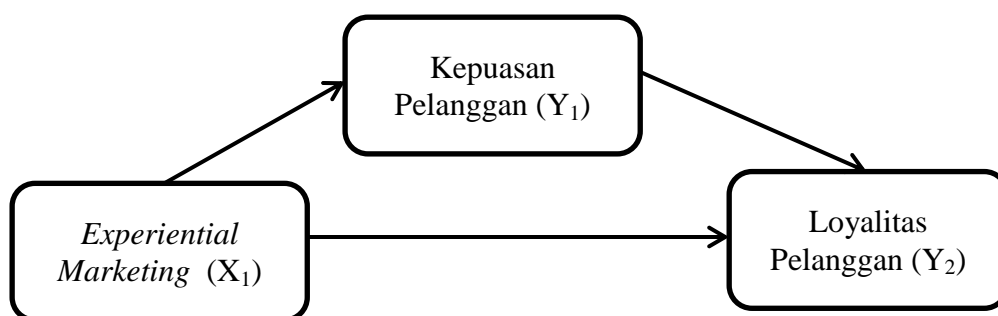 Kepuasan
Pelanggan (Y₁)
Experiential
Marketing (X₁)
Loyalitas
Pelanggan (Y₂)